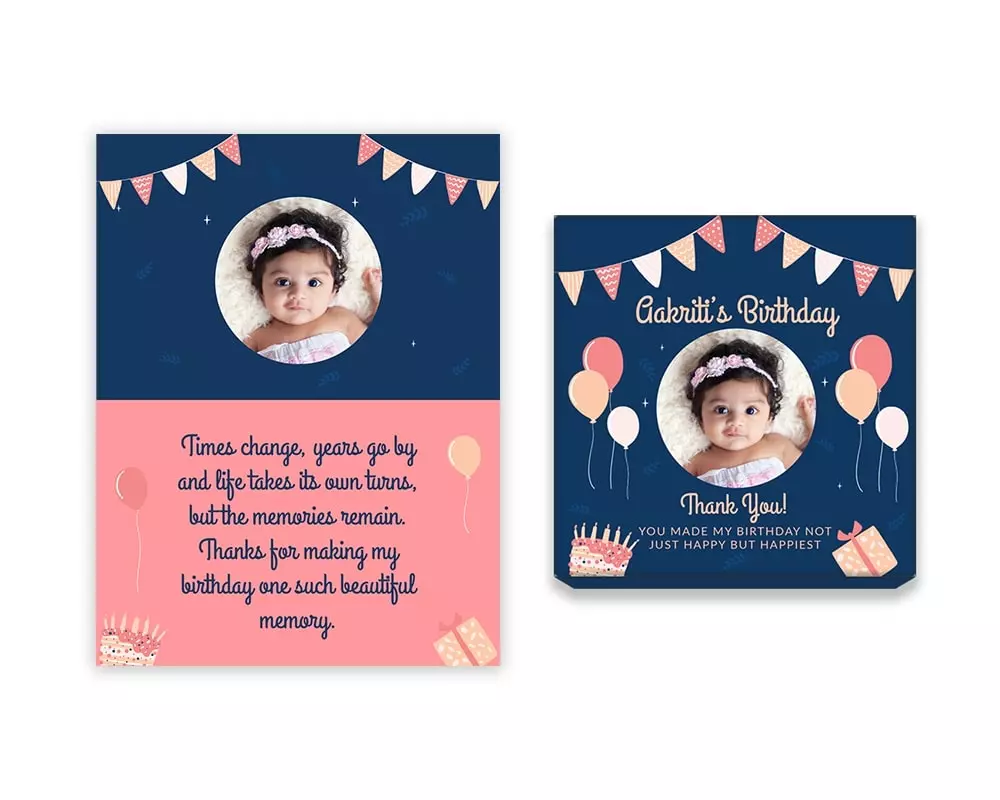 Times change, years go by
and life takes its own turns,
but the memories remain.
Thanks for making my
birthday one such beautiful
memory.
Aakriti's Birthday
Thank You!
YOU MADE MY BIRTHDAY NOT
JUST HAPPY BUT HAPPIEST